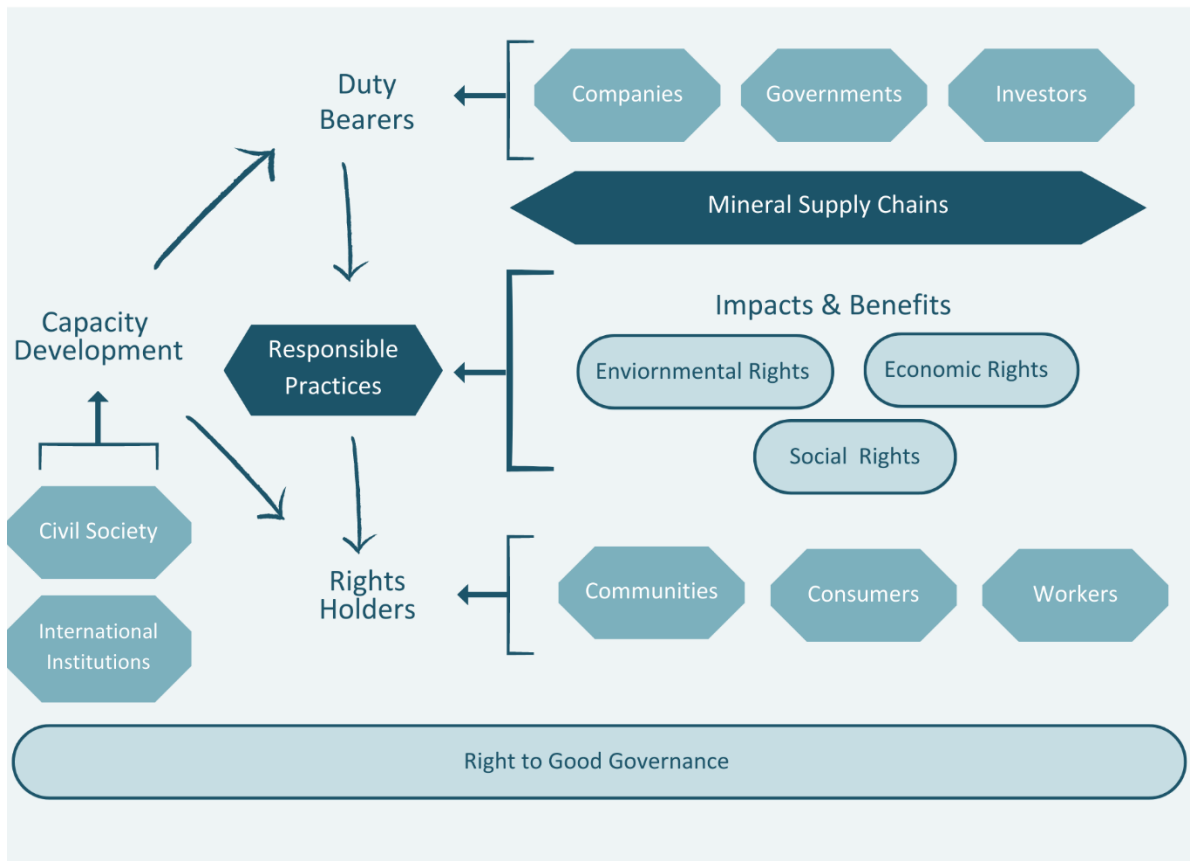 Duty
Bearers
Companies
Governments
Investors
Mineral Supply Chains
Capacity
Development
Responsible
Practices
Impacts & Benefits
Enviornmental Rights
Economic Rights
Social Rights
Civil Society
International
Institutions
Rights
Holders
Communities
Consumers
Workers
Right to Good Governance